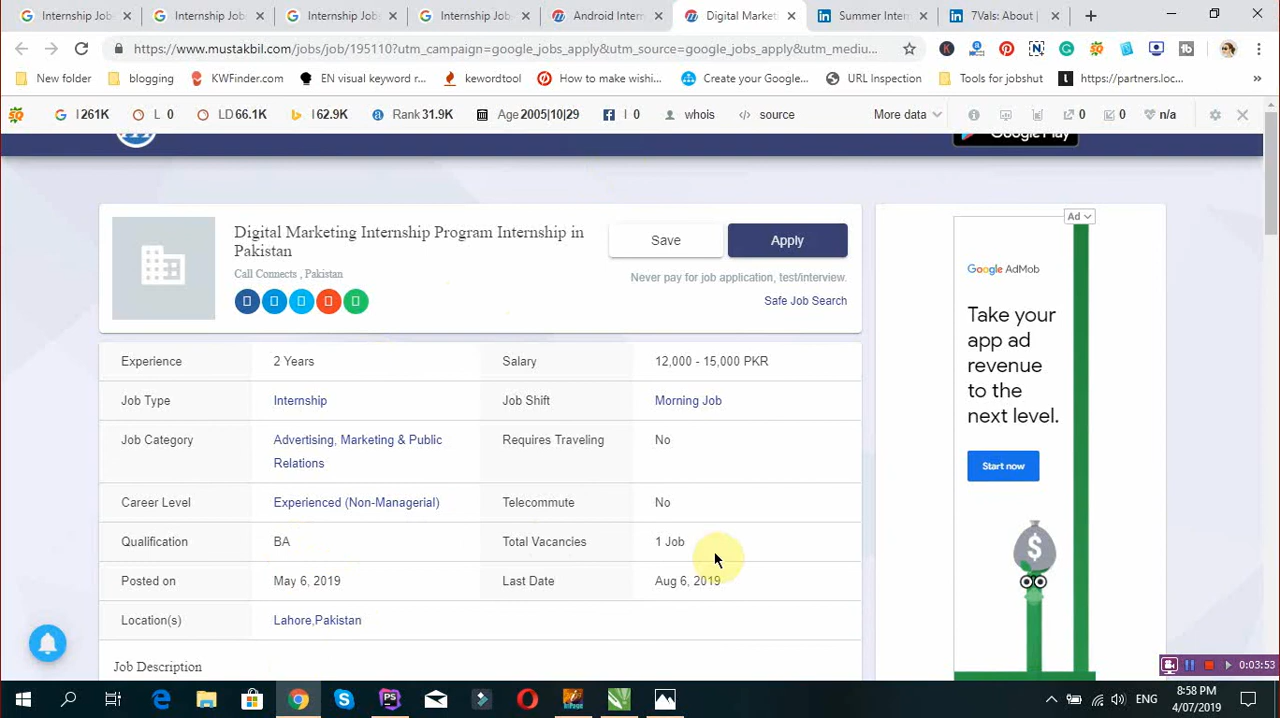 Internship Job
Internship Job
Internship Job
Internship Job
Android Intern
Digital Market
Summer Intern
7Vals: About
https://www.mustakbil.com/jobs/job/195110?utm_campaign=google_jobs_apply&utm_source=google_jobs_apply&utm_mediu...
New folder
blogging
KWFinder.com
EN visual keyword r...
kewordtool
How to make wishi...
Create your Google...
URL Inspection
Tools for jobshut
https://partners.loc...
»
I 261K
L 0
LD 66.1K
I 62.9K
Rank 31.9K
Age 2005|10|29
I 0
whois
source
More data
0
0
n/a
Google Play
Digital Marketing Internship Program Internship in
Pakistan
Call Connects , Pakistan
Save
Apply
Never pay for job application, test/interview.
Safe Job Search
Experience
2 Years
Salary
12,000 - 15,000 PKR
Job Type
Internship
Job Shift
Morning Job
Job Category
Advertising, Marketing & Public
Relations
Requires Traveling
No
Career Level
Experienced (Non-Managerial)
Telecommute
No
Qualification
BA
Total Vacancies
1 Job
Posted on
May 6, 2019
Last Date
Aug 6, 2019
Location(s)
Lahore,Pakistan
Job Description
Ad
Google AdMob
Take your
app ad
revenue
to the
next level.
Start now
$
0:03:53
ENG
8:58 PM
4/07/2019